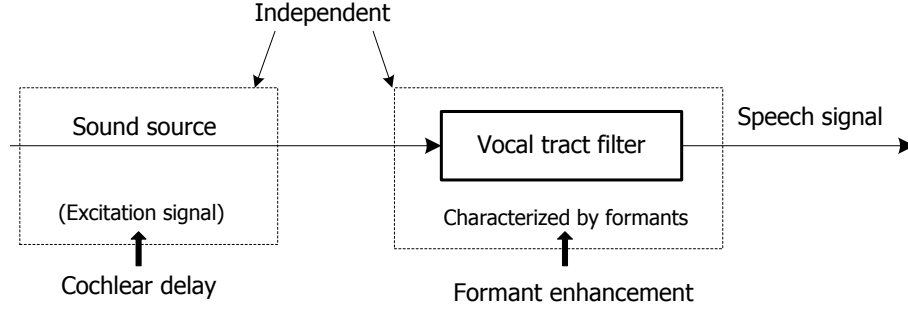 Independent
Sound source
(Excitation signal)
Cochlear delay
Vocal tract filter
Characterized by formants
Formant enhancement
Speech signal